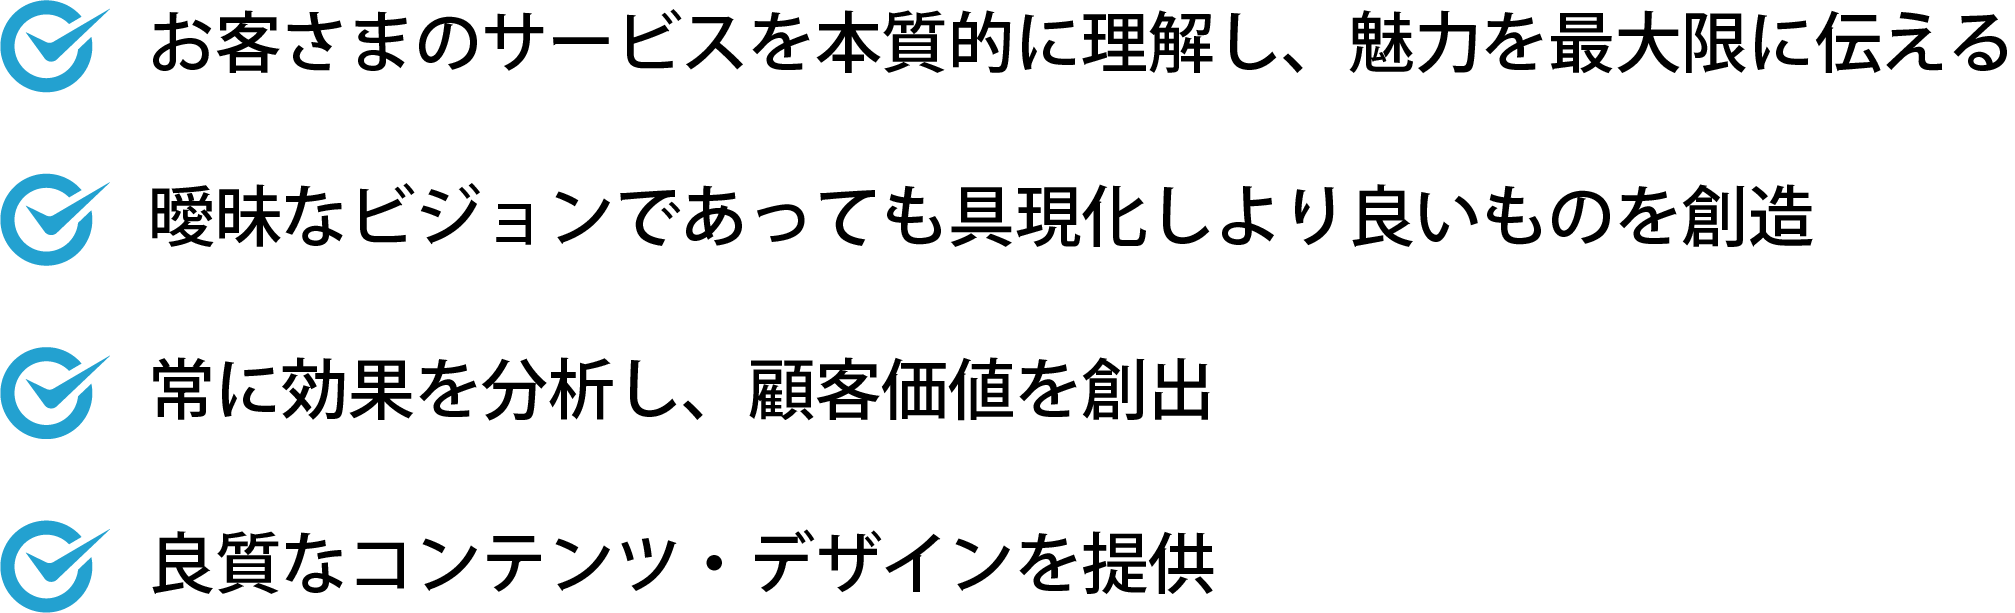 お客さまのサービスを本質的に理解し、魅力を最大限に伝える
曖昧なビジョンであっても具現化しより良いものを創造
常に効果を分析し、顧客価値を創出
良質なコンテンツ・デザインを提供